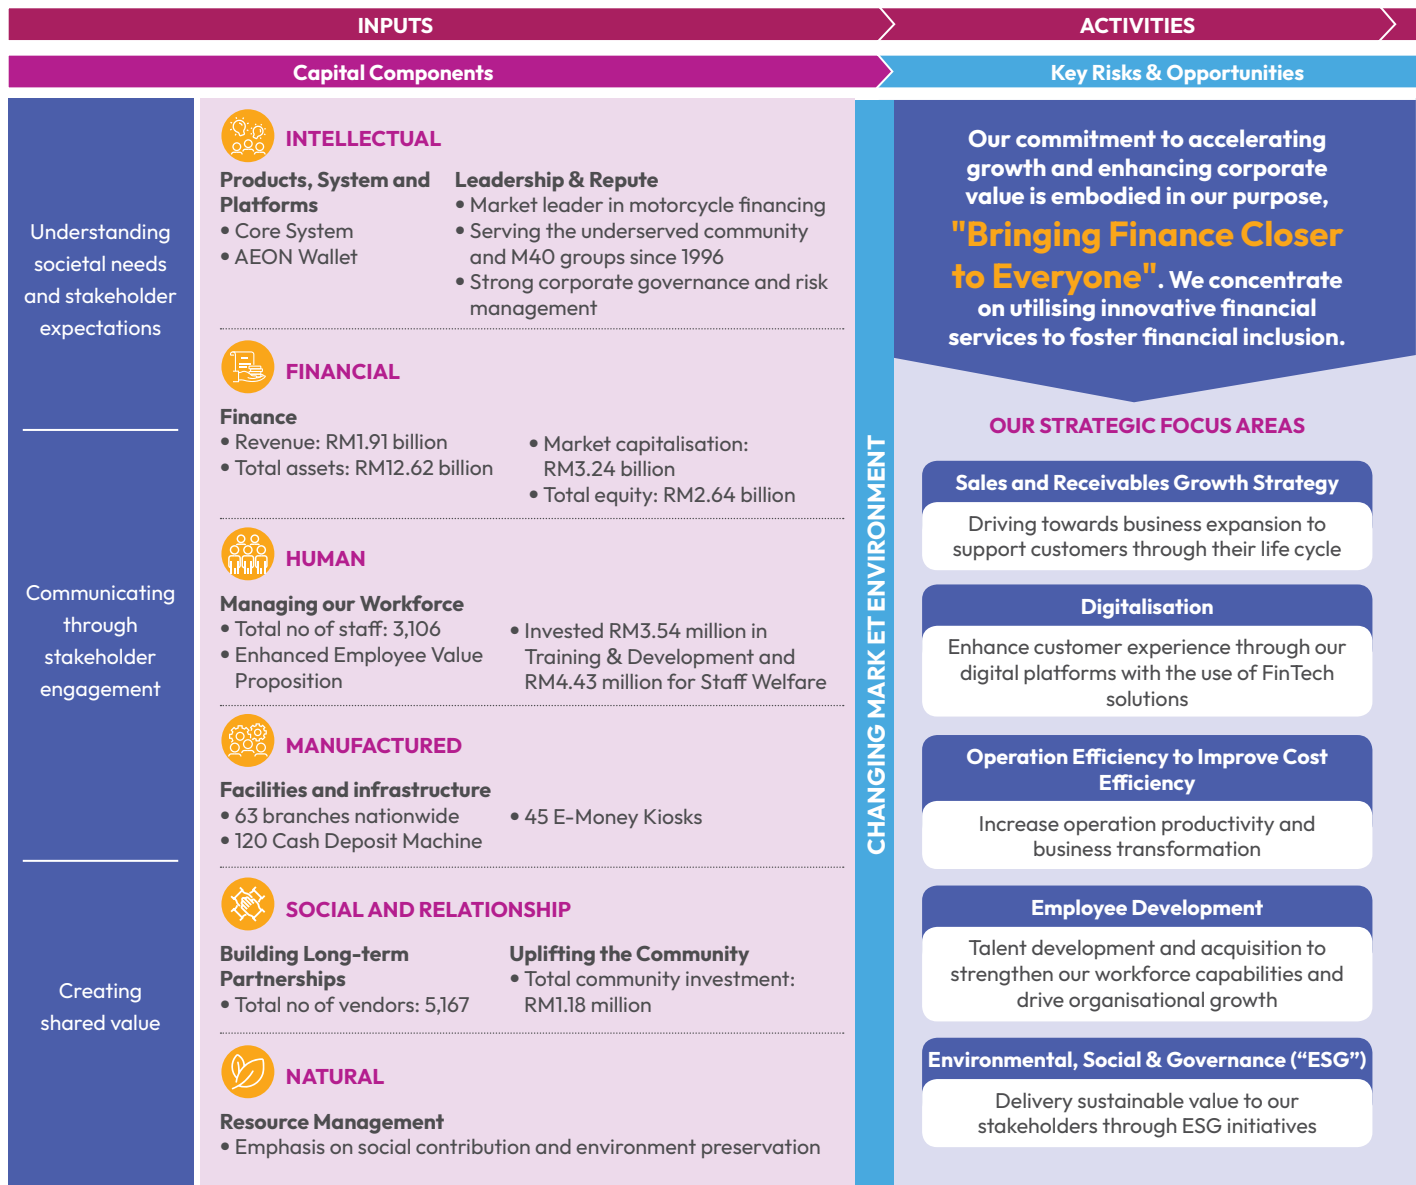 INPUTS
ACTIVITIES
Capital Components
Key Risks & Opportunities
Understanding
societal needs
and stakeholder
expectations
Communicating
through
stakeholder
engagement
Creating
shared value
INTELLECTUAL
Products, System and
Platforms
• Core System
• AEON Wallet
Leadership & Repute
• Market leader in motorcycle financing
• Serving the underserved community
and M40 groups since 1996
• Strong corporate governance and risk
management
FINANCIAL
Finance
• Revenue: RM1.91 billion
• Total assets: RM12.62 billion
• Market capitalisation:
RM3.24 billion
• Total equity: RM2.64 billion
HUMAN
Managing our Workforce
• Total no of staff: 3,106
• Enhanced Employee Value
Proposition
• Invested RM3.54 million in
Training & Development and
RM4.43 million for Staff Welfare
MANUFACTURED
Facilities and infrastructure
• 63 branches nationwide
• 120 Cash Deposit Machine
• 45 E-Money Kiosks
SOCIAL AND RELATIONSHIP
Building Long-term
Partnerships
• Total no of vendors: 5,167
Uplifting the Community
• Total community investment:
RM1.18 million
NATURAL
Resource Management
• Emphasis on social contribution and environment preservation
CHANGING MARK ET ENVIRONMENT
Our commitment to accelerating
growth and enhancing corporate
value is embodied in our purpose,
"Bringing Finance Closer
to Everyone". We concentrate
on utilising innovative financial
services to foster financial inclusion.
OUR STRATEGIC FOCUS AREAS
Sales and Receivables Growth Strategy
Driving towards business expansion to
support customers through their life cycle
Digitalisation
Enhance customer experience through our
digital platforms with the use of FinTech
solutions
Operation Efficiency to Improve Cost
Efficiency
Increase operation productivity and
business transformation
Employee Development
Talent development and acquisition to
strengthen our workforce capabilities and
drive organisational growth
Environmental, Social & Governance (“ESG”)
Delivery sustainable value to our
stakeholders through ESG initiatives